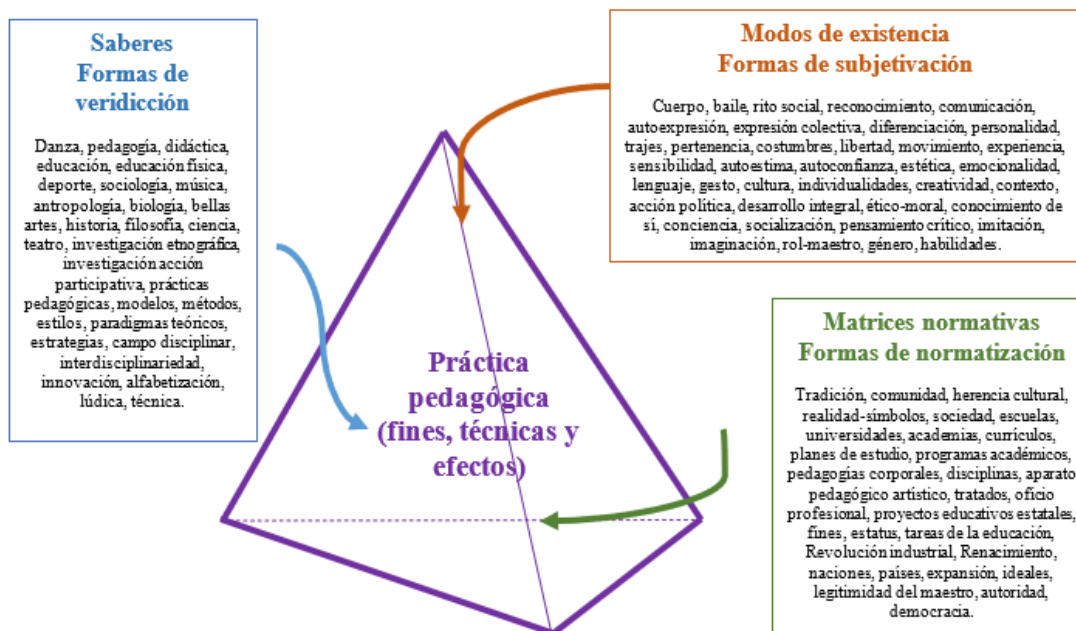 Saberes
Formas de
veridicción
Danza, pedagogía, didáctica,
educación, educación física,
deporte, sociología, música,
antropología, biología, bellas
artes, historia, filosofía, ciencia,
teatro, investigación etnográfica,
investigación acción
participativa, prácticas
pedagógicas, modelos, métodos,
estilos, paradigmas teóricos,
estrategias, campo disciplinar,
interdisciplinariedad,
innovación, alfabetización,
lúdica, técnica.
Modos de existencia
Formas de subjetivación
Cuerpo, baile, rito social, reconocimiento, comunicación,
autoexpresión, expresión colectiva, diferenciación, personalidad,
trajes, pertenencia, costumbres, libertad, movimiento, experiencia,
sensibilidad, autoestima, autoconfianza, estética, emocionalidad,
lenguaje, gesto, cultura, individualidades, creatividad, contexto,
acción política, desarrollo integral, ético-moral, conocimiento de
sí, conciencia, socialización, pensamiento crítico, imitación,
imaginación, rol-maestro, género, habilidades.
Práctica
pedagógica
(fines, técnicas y
efectos)
Matrices normativas
Formas de normatización
Tradición, comunidad, herencia cultural,
realidad-símbolos, sociedad, escuelas,
universidades, academias, currículos,
planes de estudio, programas académicos,
pedagogías corporales, disciplinas, aparato
pedagógico artístico, tratados, oficio
profesional, proyectos educativos estatales,
fines, estatus, tareas de la educación,
Revolución industrial, Renacimiento,
naciones, países, expansión, ideales,
legitimidad del maestro, autoridad,
democracia.